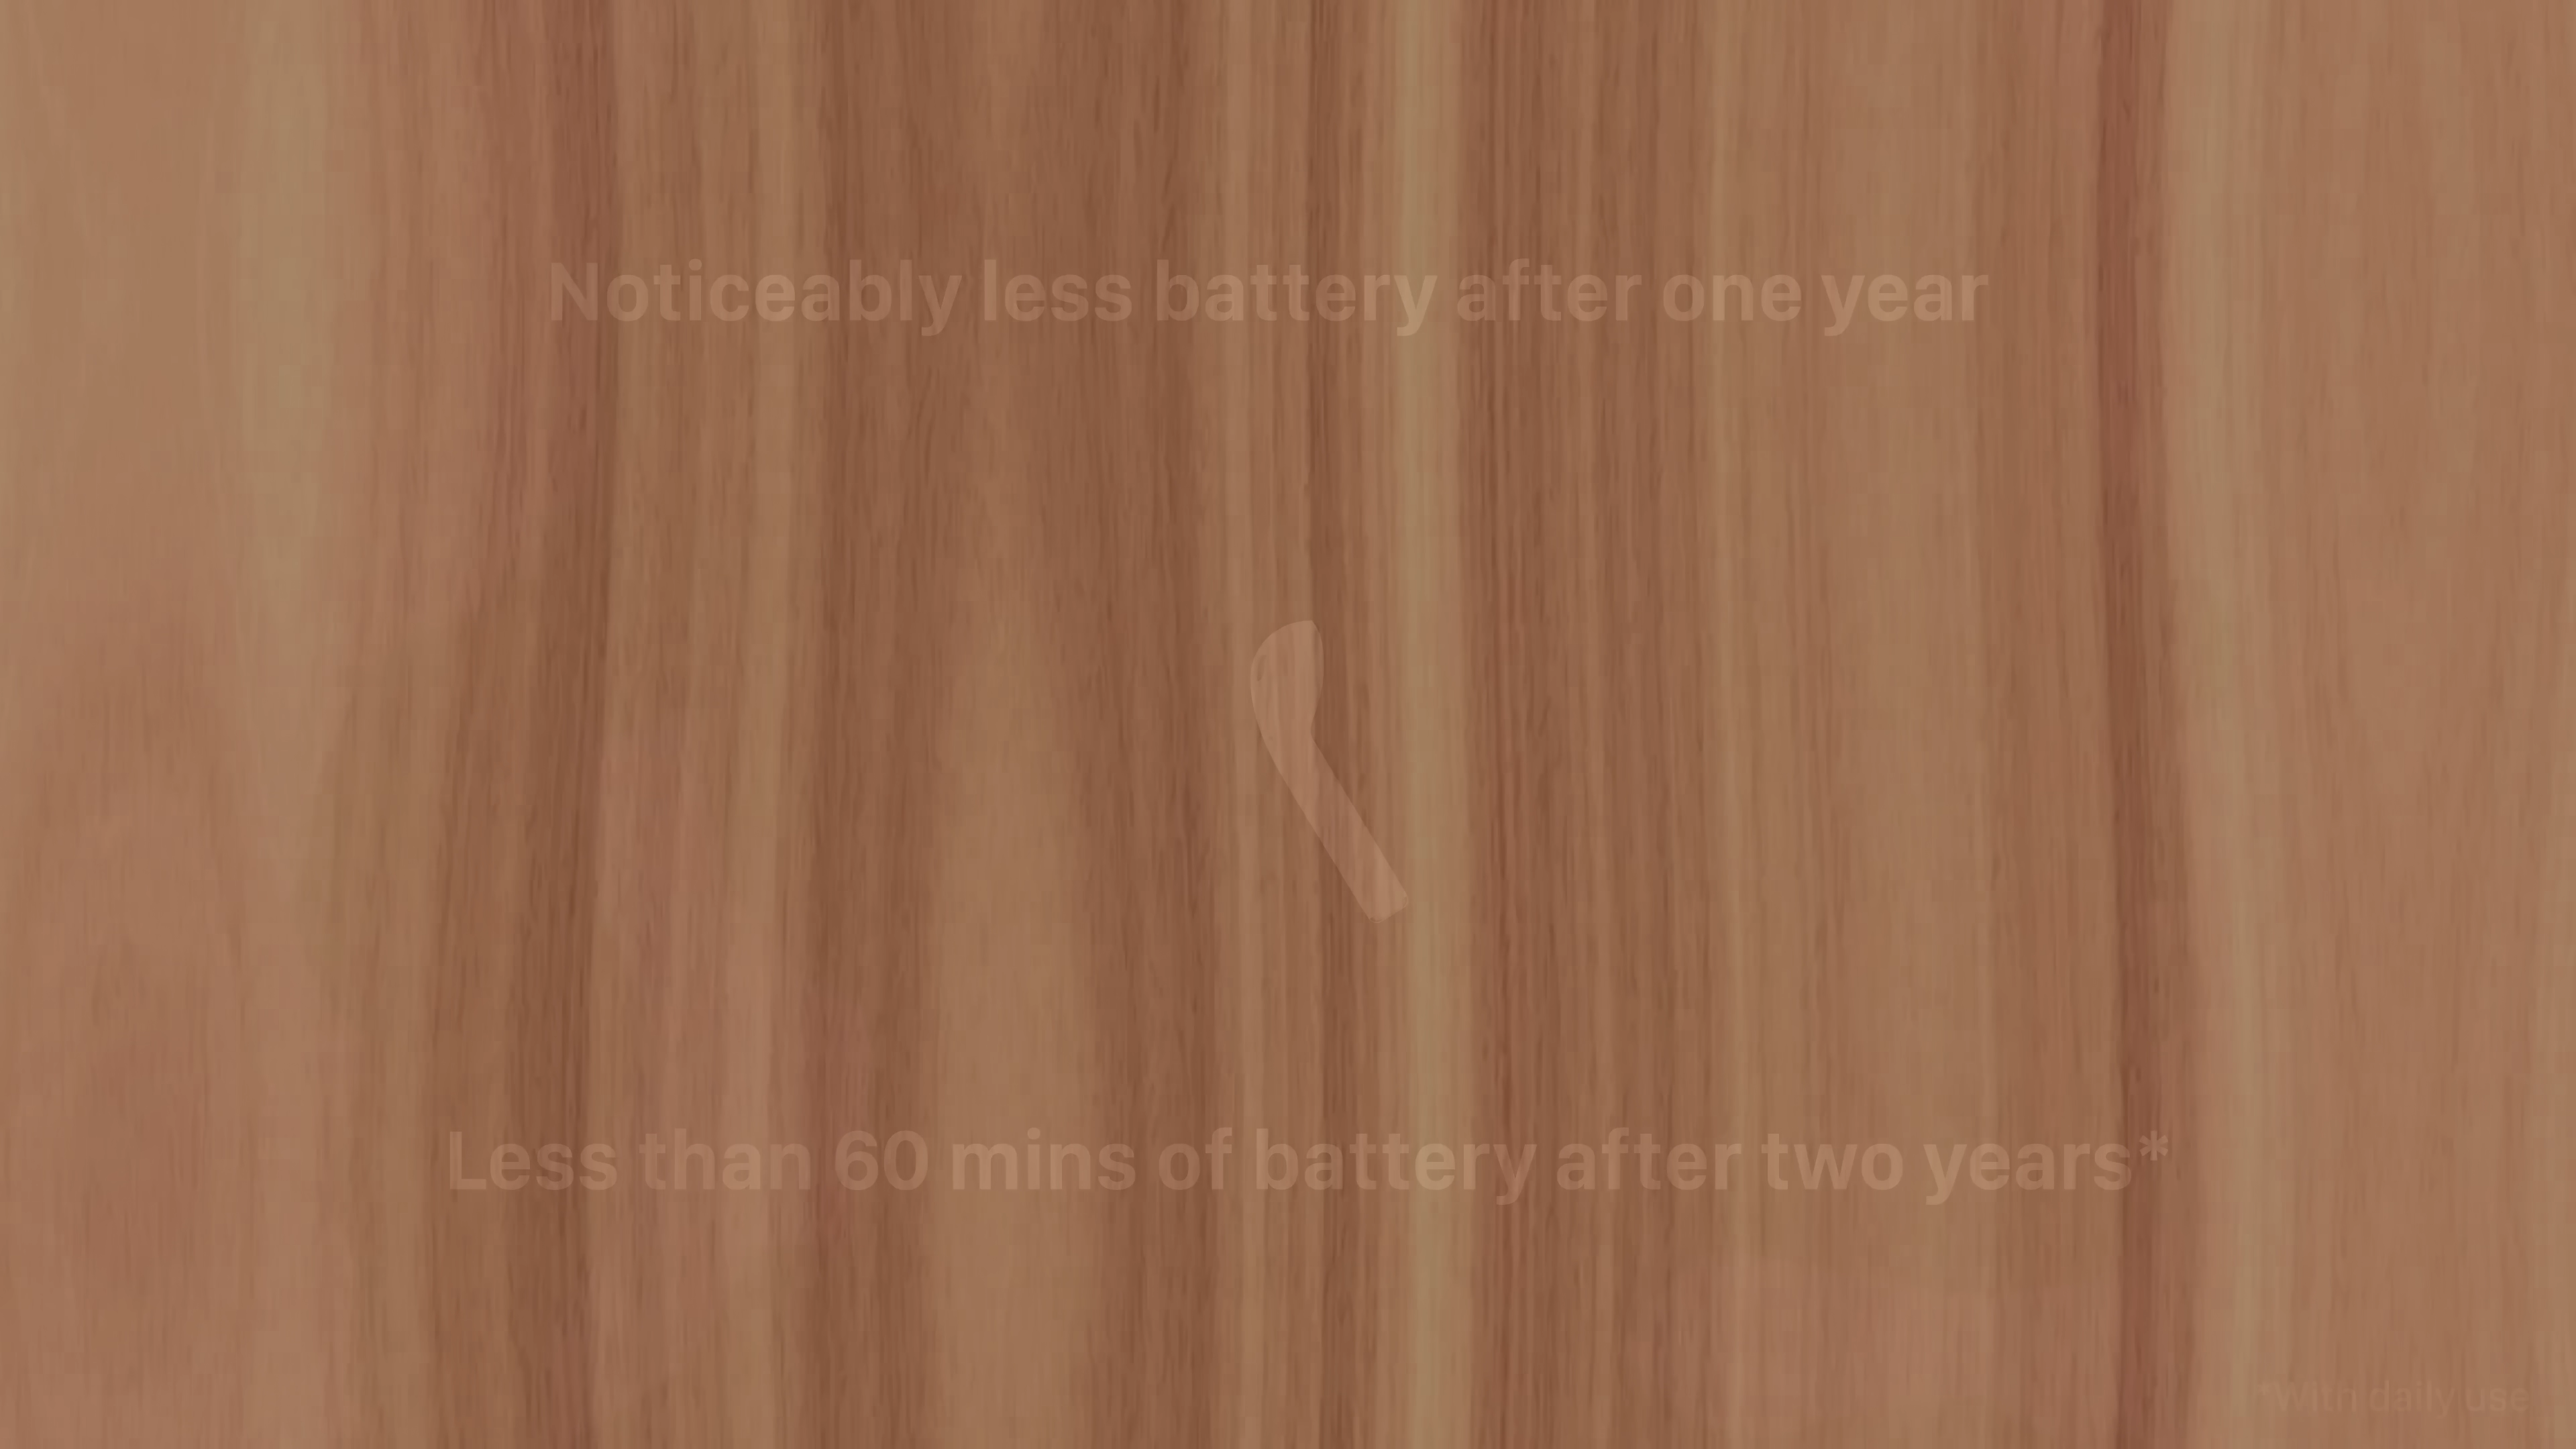 Noticeably less battery after one year
Less than 60 mins of battery after two years*
*With daily use